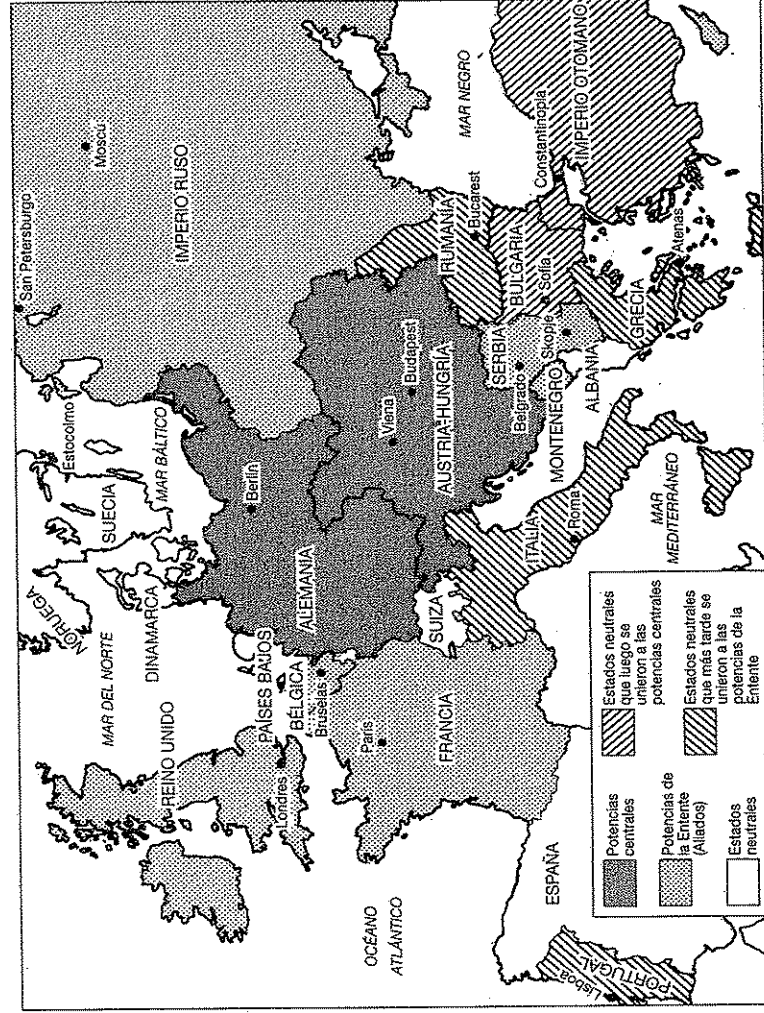 San Petersburgo
Moscú
IMPERIO RUSO
NORUEGA
SUECIA
Estocolmo
MAR BÁLTICO
MAR DEL NORTE
DINAMARCA
REINO UNIDO
Londres
PAÍSES BAJOS
BÉLGICA
Bruselas
Berlín
ALEMANIA
París
FRANCIA
SUIZA
Viena
Budapest
AUSTRIA-HUNGRÍA
RUMANIA
Bucarest
MAR NEGRO
BULGARIA
Sofía
Constantinopla
IMPERIO OTOMANO
SERBIA
Belgrado
Skopje
MONTENEGRO
ALBANIA
GRECIA
Atenas
ITALIA
Roma
MAR
MEDITERRÁNEO
OCÉANO
ATLÁNTICO
ESPAÑA
PORTUGAL
Lisboa
Potencias
centrales
Potencias de
la Entente
(Aliados)
Estados
neutrales
Estados neutrales
que luego se
unieron a las
potencias centrales
Estados neutrales
que más tarde se
unieron a las
potencias de la
Entente